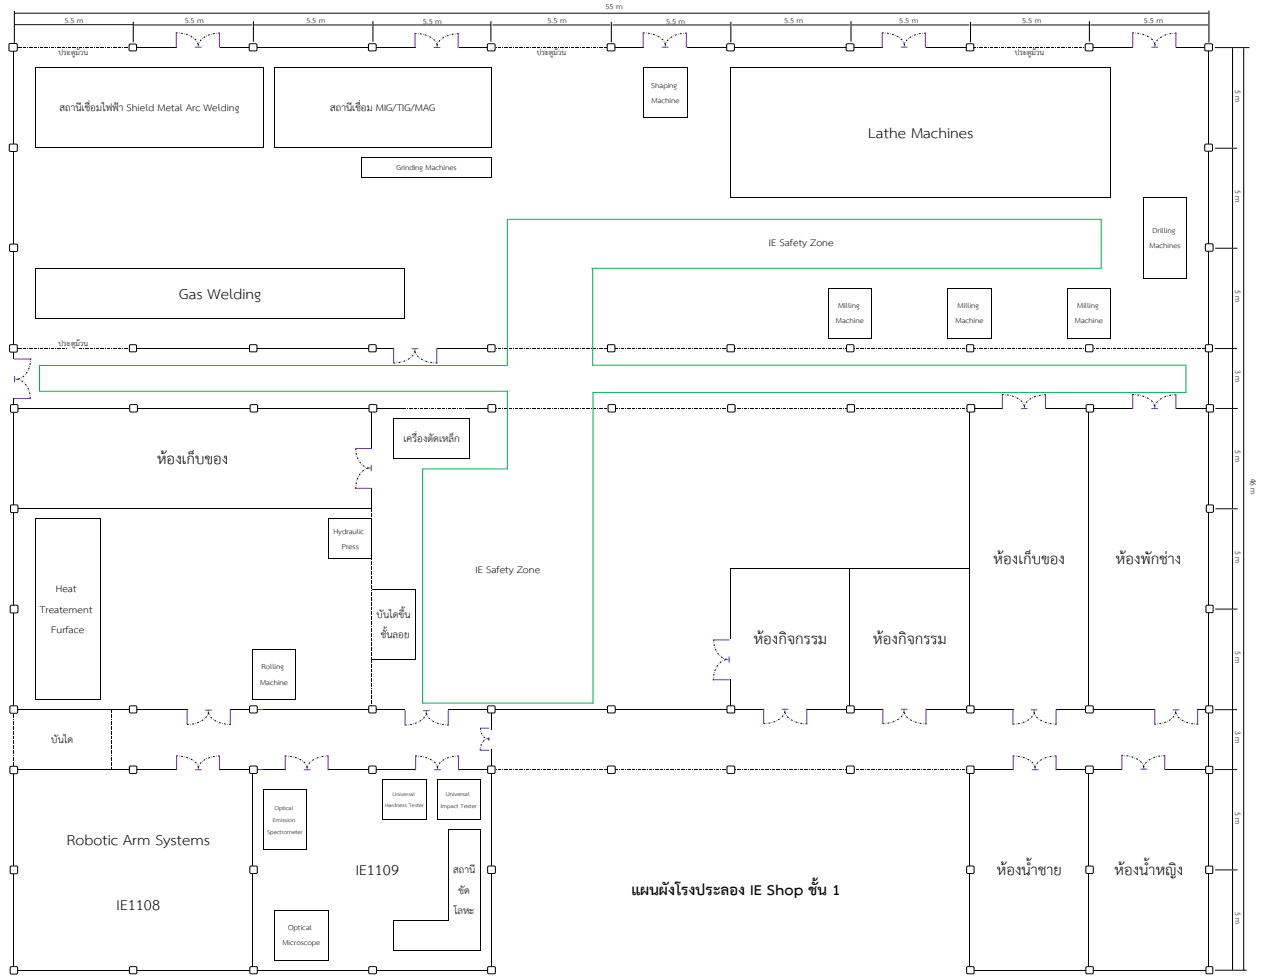 55 m
5.5 m
5.5 m
5.5 m
5.5 m
5.5 m
5.5 m
5.5 m
5.5 m
5.5 m
5.5 m
ประตูม้วน
ประตูม้วน
ประตูม้วน
สถานีเชื่อมไฟฟ้า Shield Metal Arc Welding
สถานีเชื่อม MIG/TIG/MAG
Shaping
Machine
Lathe Machines
5 m
Grinding Machines
5 m
Drilling
Machines
IE Safety Zone
Gas Welding
Milling
Machine
Milling
Machine
Milling
Machine
5 m
ประตูม้วน
3 m
เครื่องตัดเหล็ก
ห้องเก็บของ
5 m
46 m
Hydraulic
Press
IE Safety Zone
ห้องเก็บของ
ห้องพักช่าง
5 m
Heat
Treatement
Furface
บันไดขึ้น
ชั้นลอย
ห้องกิจกรรม
ห้องกิจกรรม
5 m
Rolling
Machine
บันได
3 m
Optical
Emission
Spectrometer
Universal
Hardness Tester
Universal
Impact Tester
5 m
Robotic Arm Systems
IE1108
IE1109
สถานี
ขัด
โลหะ
Optical
Microscope
แผนผังโรงประลอง IE Shop ชั้น 1
ห้องน้ำชาย
ห้องน้ำหญิง
5 m